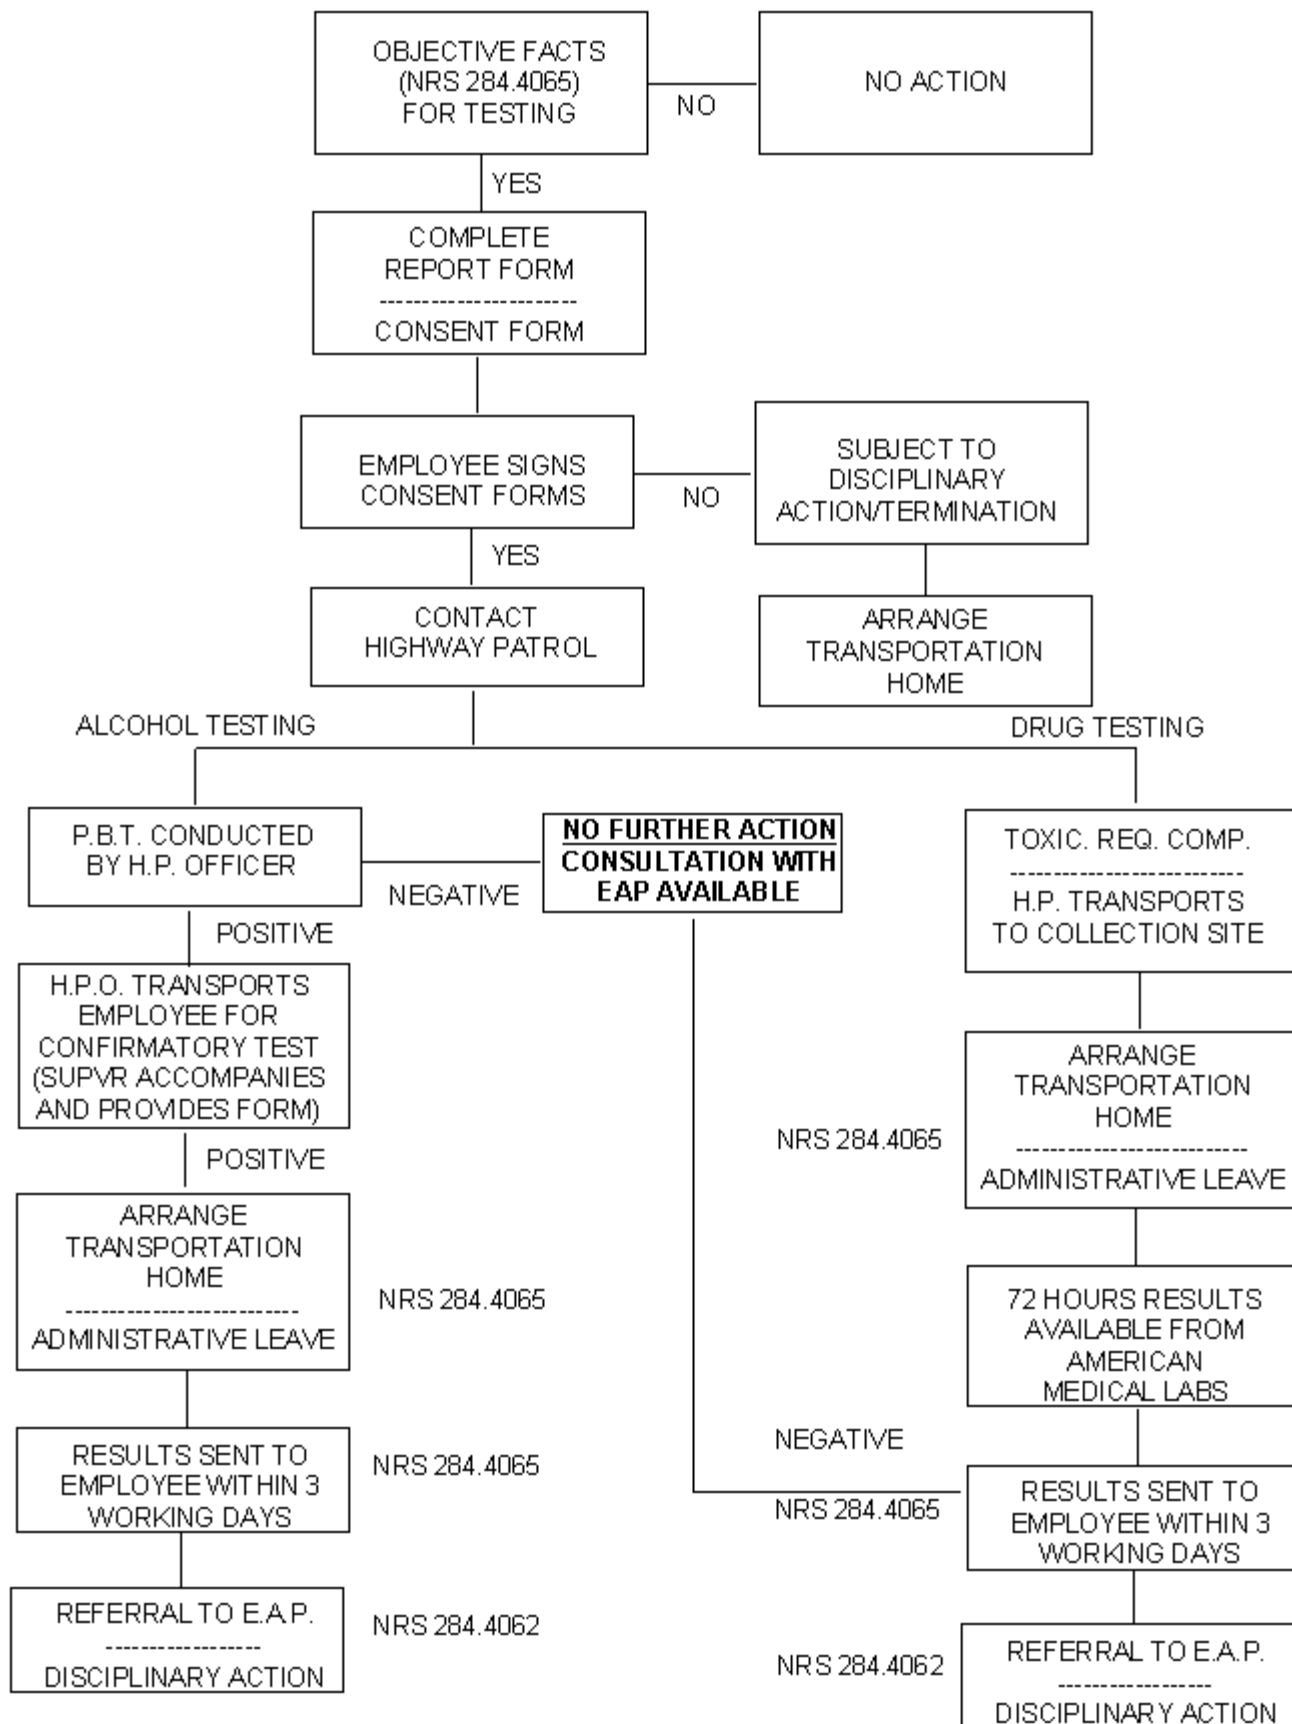 OBJECTIVE FACTS
(NRS 284.4065)
FOR TESTING
NO
NO ACTION
YES
COMPLETE
REPORT FORM
-----------------------
CONSENT FORM
EMPLOYEE SIGNS
CONSENT FORMS
NO
SUBJECT TO
DISCIPLINARY
ACTION/TERMINATION
YES
CONTACT
HIGHWAY PATROL
ARRANGE
TRANSPORTATION
HOME
ALCOHOL TESTING
DRUG TESTING
P.B.T. CONDUCTED
BY H.P. OFFICER
NEGATIVE
NO FURTHER ACTION
CONSULTATION WITH
EAP AVAILABLE
TOXIC. REQ. COMP.
---------------------------
H.P. TRANSPORTS
TO COLLECTION SITE
POSITIVE
H.P.O. TRANSPORTS
EMPLOYEE FOR
CONFIRMATORY TEST
(SUPVR ACCOMPANIES
AND PROVIDES FORM)
NRS 284.4065
ARRANGE
TRANSPORTATION
HOME
---------------------------
ADMINISTRATIVE LEAVE
POSITIVE
ARRANGE
TRANSPORTATION
HOME
---------------------------
ADMINISTRATIVE LEAVE
NRS 284.4065
72 HOURS RESULTS
AVAILABLE FROM
AMERICAN
MEDICAL LABS
RESULTS SENT TO
EMPLOYEE WITHIN 3
WORKING DAYS
NRS 284.4065
NEGATIVE
NRS 284.4065
RESULTS SENT TO
EMPLOYEE WITHIN 3
WORKING DAYS
REFERRAL TO E.A.P.
------------------
DISCIPLINARY ACTION
NRS 284.4062
NRS 284.4062
REFERRAL TO E.A.P.
------------------
DISCIPLINARY ACTION